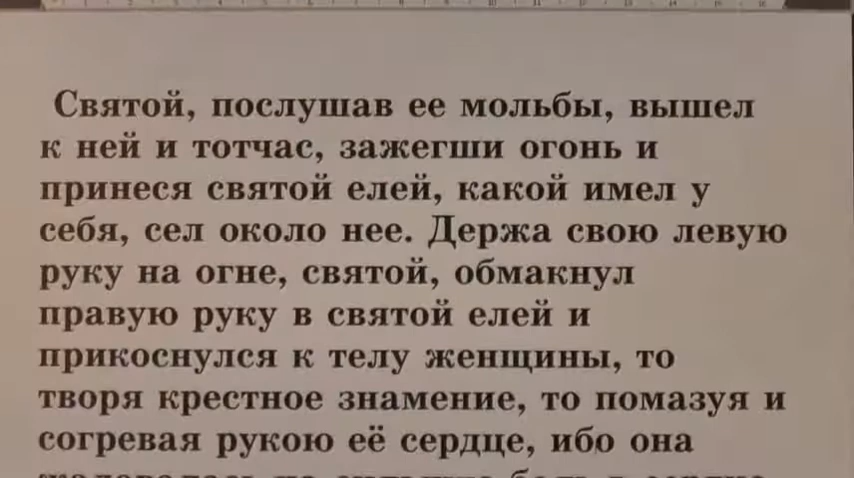 Святой, послушав ее мольбы, вышел
к ней и тотчас, зажегши огонь и
принеся святой елей, какой имел у
себя, сел около нее. Держа свою левую
руку на огне, святой, обмакнул
правую руку в святой елей и
прикоснулся к телу женщины, то
творя крестное знамение, то помазуя и
согревая рукою её сердце, ибо она